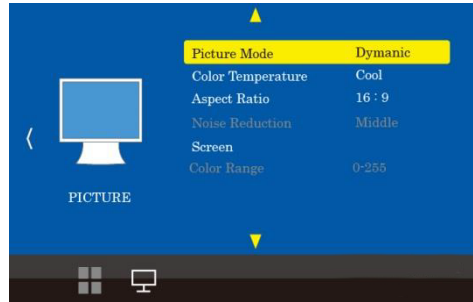 Picture Mode Dymanic
Color Temperature Cool
Aspect Ratio 16 : 9
Noise Reduction Middle
Screen
Color Range 0-255
PICTURE